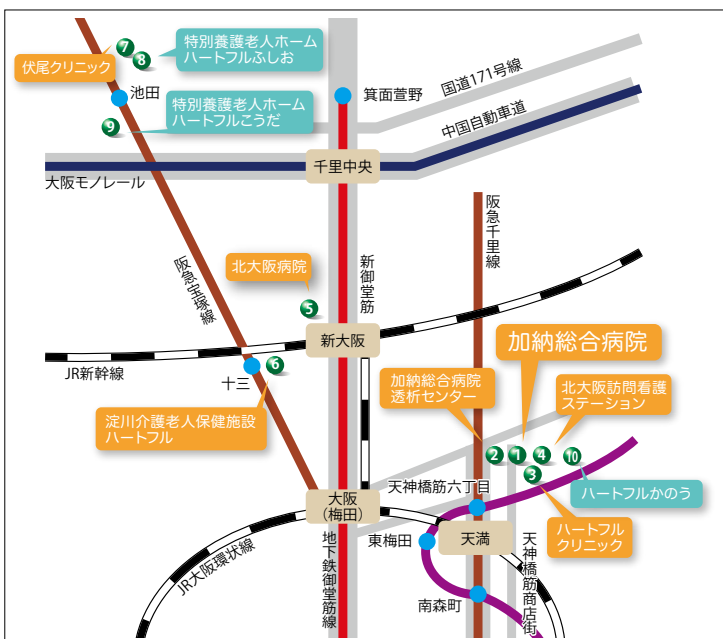 ⑦
⑧
特別養護老人ホーム
ハートフルふしお
伏尾クリニック
池田
⑨
特別養護老人ホーム
ハートフルこうだ
箕面萱野
国道171号線
中国自動車道
千里中央
大阪モノレール
阪急千里線
阪急宝塚線
北大阪病院
⑤
新御堂筋
新大阪
JR新幹線
十三
⑥
淀川介護老人保健施設
ハートフル
加納総合病院
加納総合病院
透析センター
北大阪訪問看護
ステーション
②
①
④
⑩
③
ハートフルかのう
天神橋筋六丁目
大阪
(梅田)
ハートフル
クリニック
東梅田
天満
JR大阪環状線
地下鉄御堂筋線
天神橋筋商店街
南森町